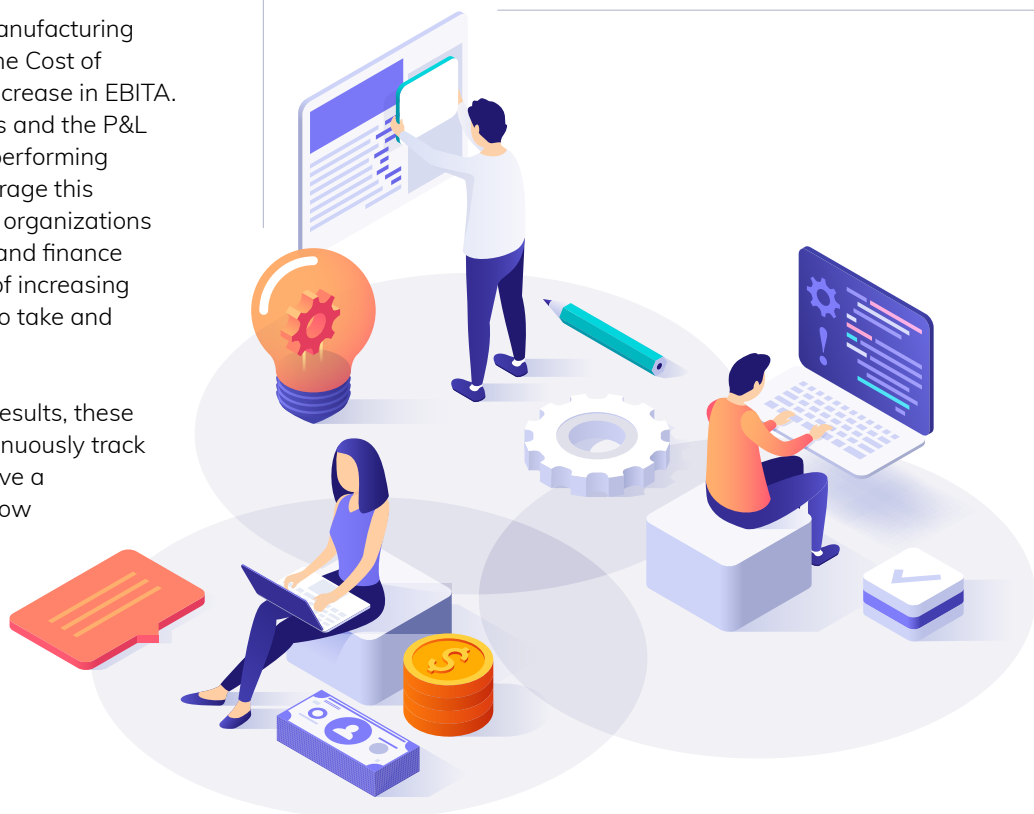 anufacturing
ne Cost of
crease in EBITA.
s and the P&L
performing
rage this
organizations
and finance
of increasing
o take and
esults, these
nuously track
ve a
ow
$